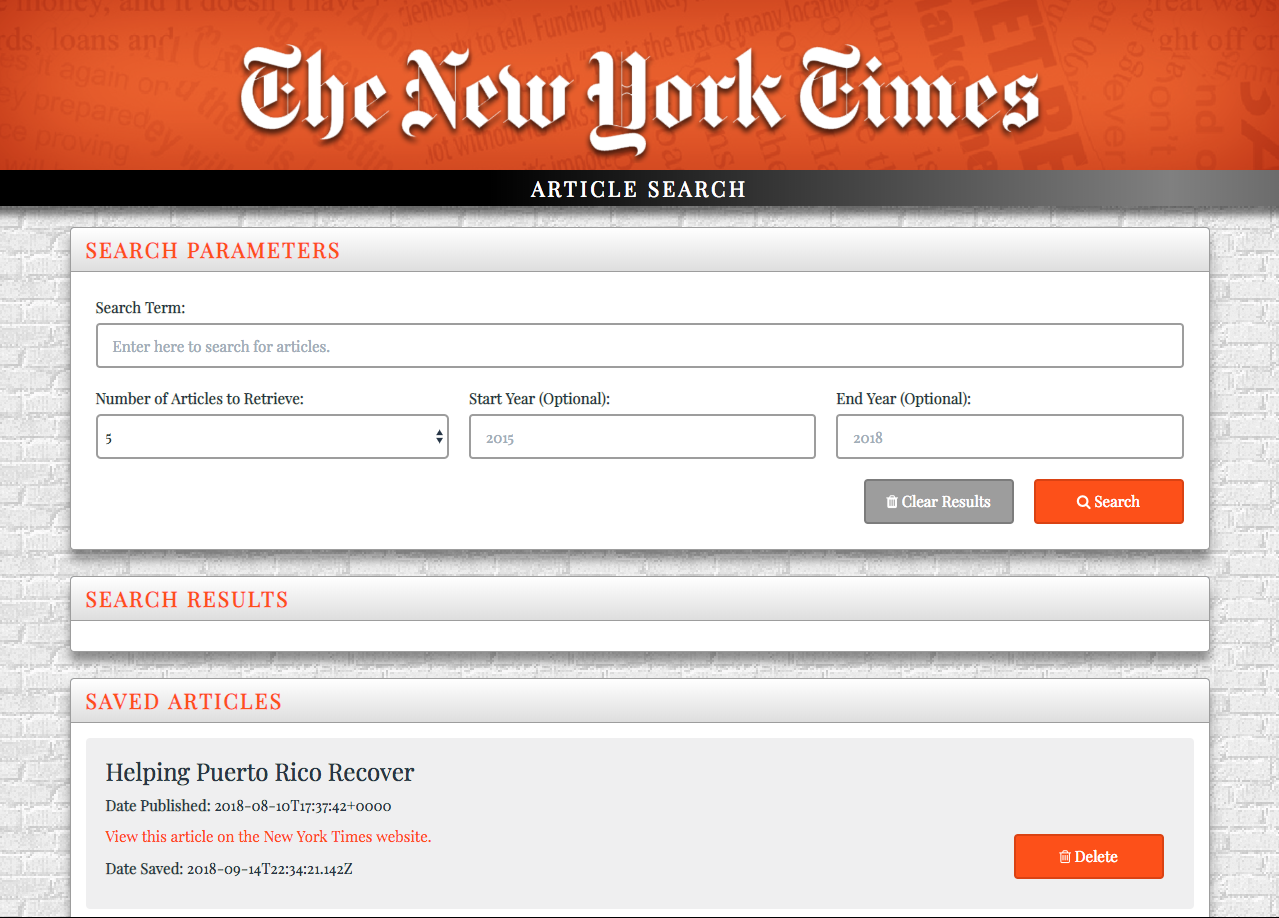 The New York Times
ARTICLE SEARCH
SEARCH PARAMETERS
Search Term:
Enter here to search for articles.
Number of Articles to Retrieve:
Start Year (Optional):
End Year (Optional):
5
2015
2018
Clear Results
Search
SEARCH RESULTS
SAVED ARTICLES
Helping Puerto Rico Recover
Date Published: 2018-08-10T17:37:42+0000
View this article on the New York Times website.
Date Saved: 2018-09-14T22:34:21.142Z
Delete